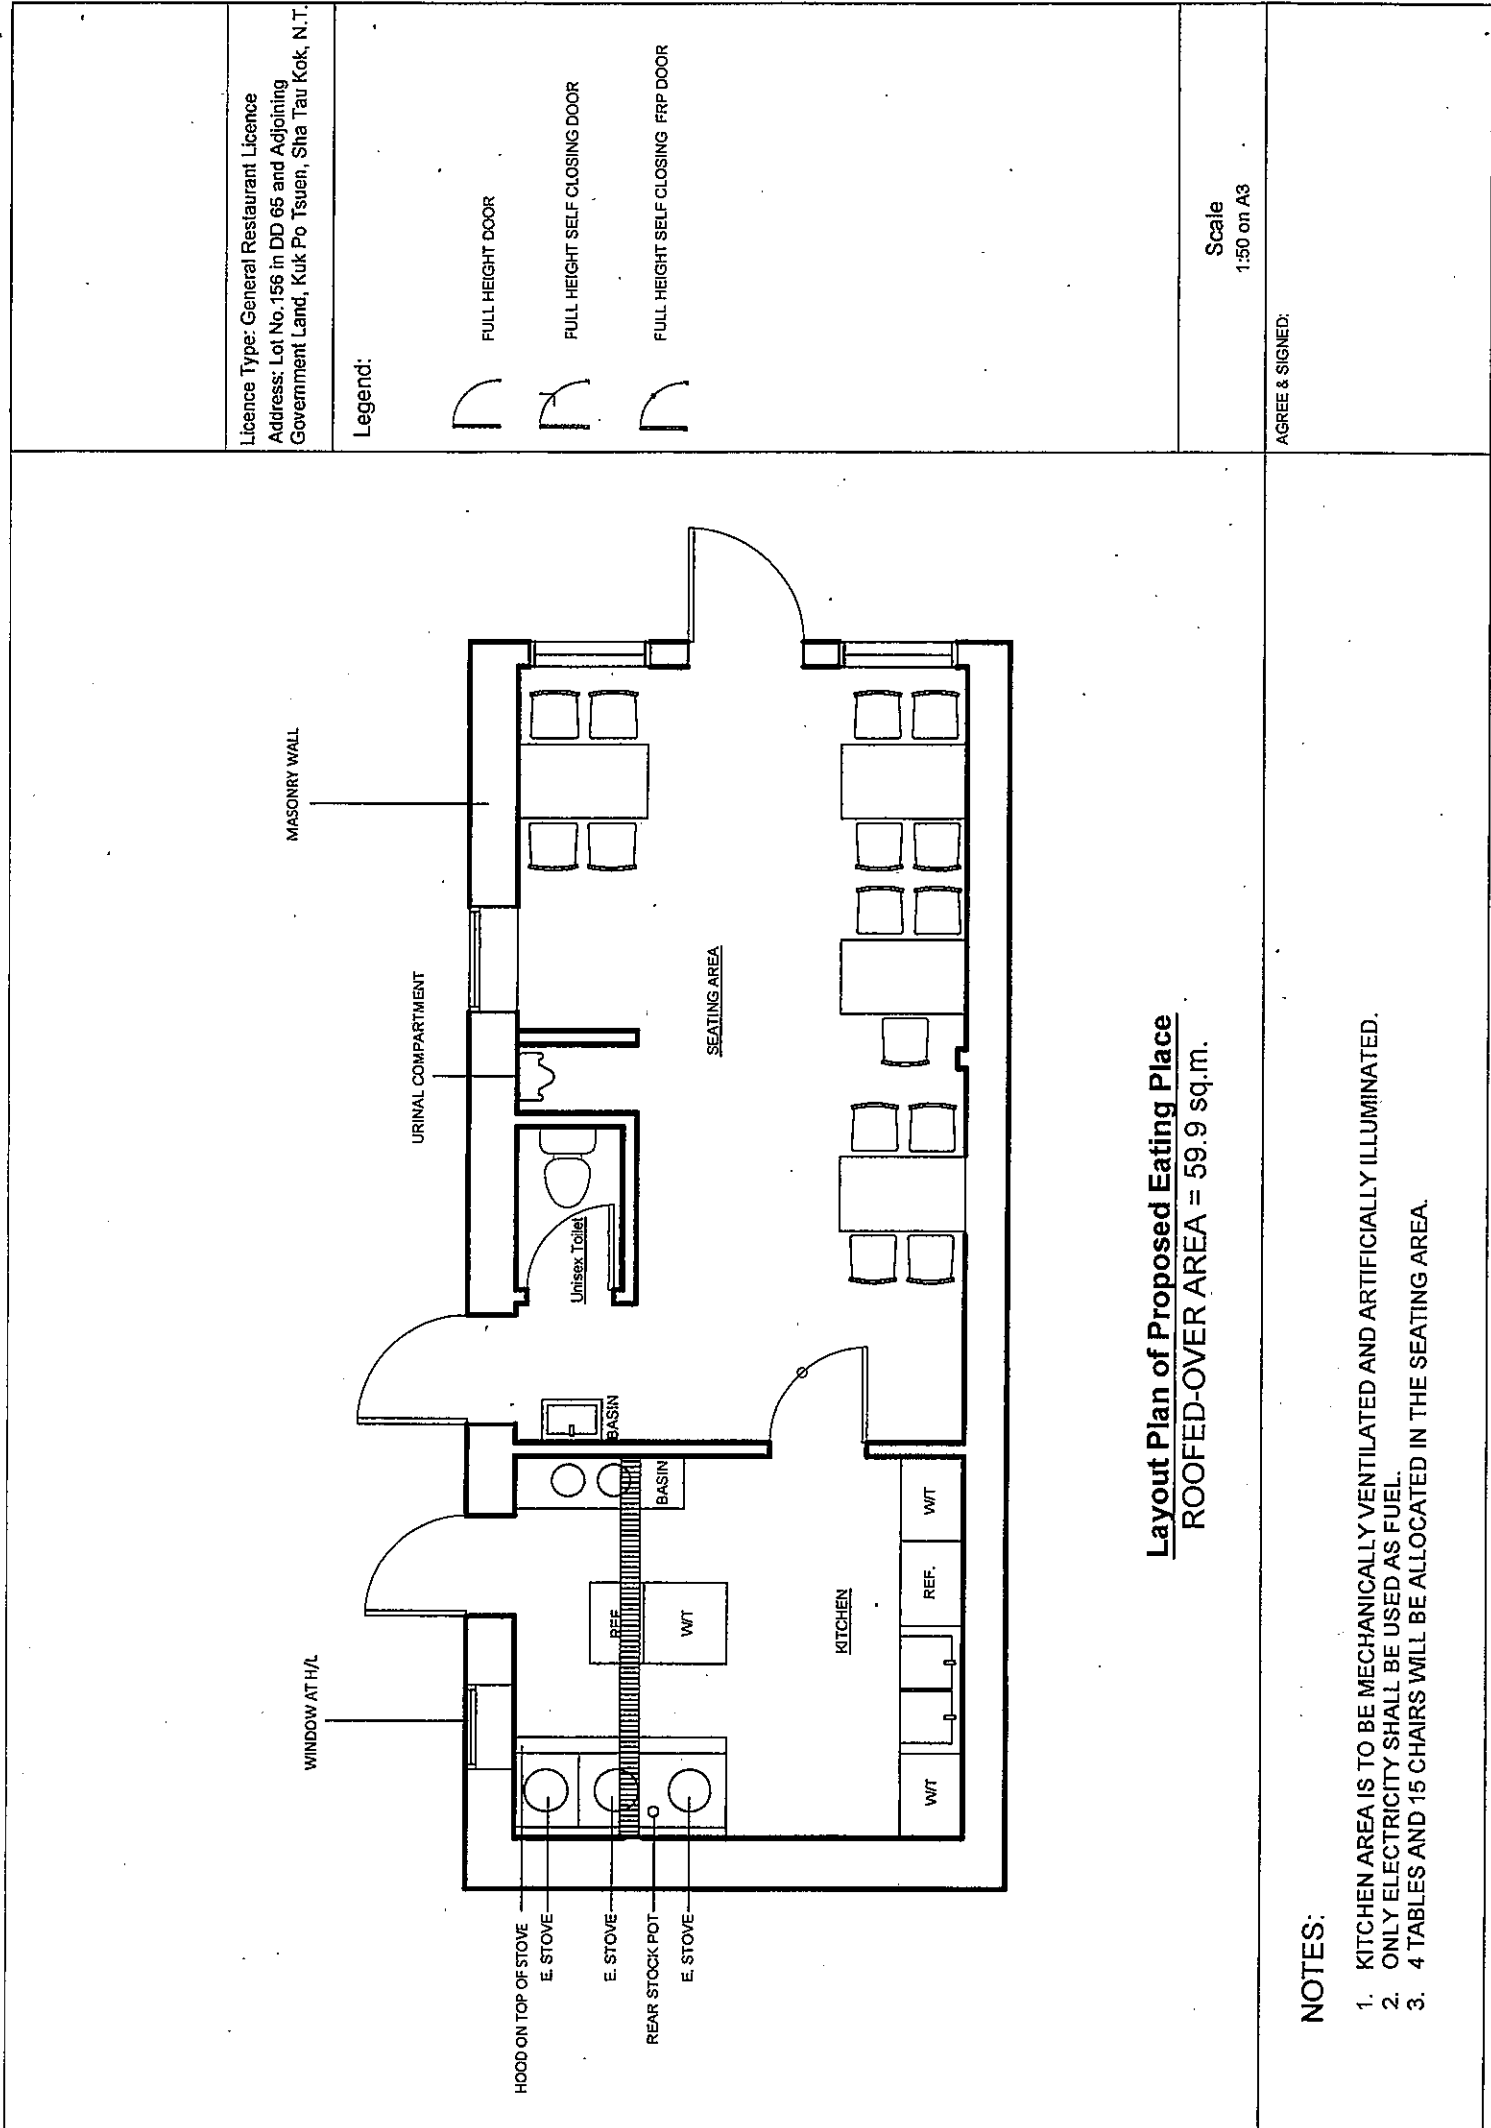 Licence Type: General Restaurant Licence
Address: Lot No.156 in DD 65 and Adjoining
Government Land, Kuk Po Tsuen, Sha Tau Kok, N.T.
Legend:
FULL HEIGHT DOOR
FULL HEIGHT SELF CLOSING DOOR
FULL HEIGHT SELF CLOSING FRP DOOR
Scale
1:50 on A3
AGREE & SIGNED:
WINDOW AT H/L
URINAL COMPARTMENT
MASONRY WALL
HOOD ON TOP OF STOVE
E. STOVE
E. STOVE
REAR STOCK POT
E. STOVE
REF
W/T
BASIN
BASIN
Unisex Toilet
SEATING AREA
KITCHEN
W/T
REF.
W/T
Layout Plan of Proposed Eating Place
ROOFED-OVER AREA = 59.9 sq.m.
NOTES:
1. KITCHEN AREA IS TO BE MECHANICALLY VENTILATED AND ARTIFICIALLY ILLUMINATED.
2. ONLY ELECTRICITY SHALL BE USED AS FUEL.
3. 4 TABLES AND 15 CHAIRS WILL BE ALLOCATED IN THE SEATING AREA.